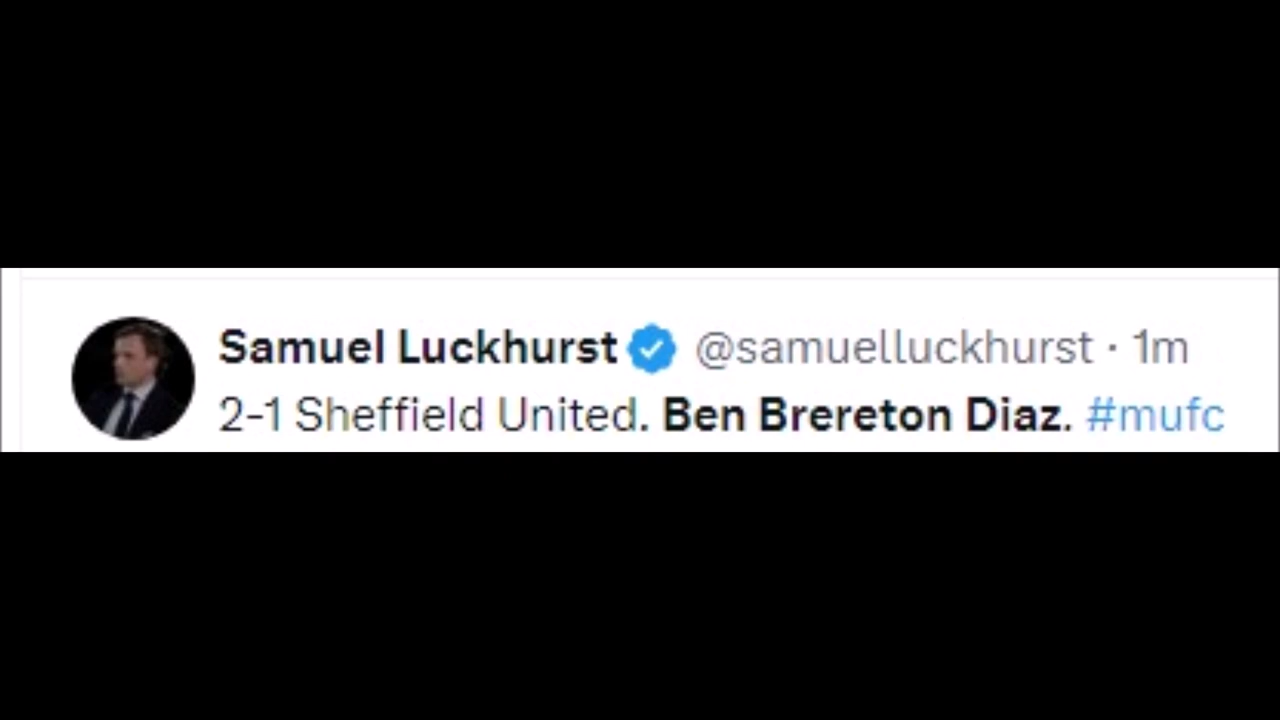 Samuel Luckhurst @samuelluckhurst · 1m
2-1 Sheffield United. Ben Brereton Diaz. #mufc